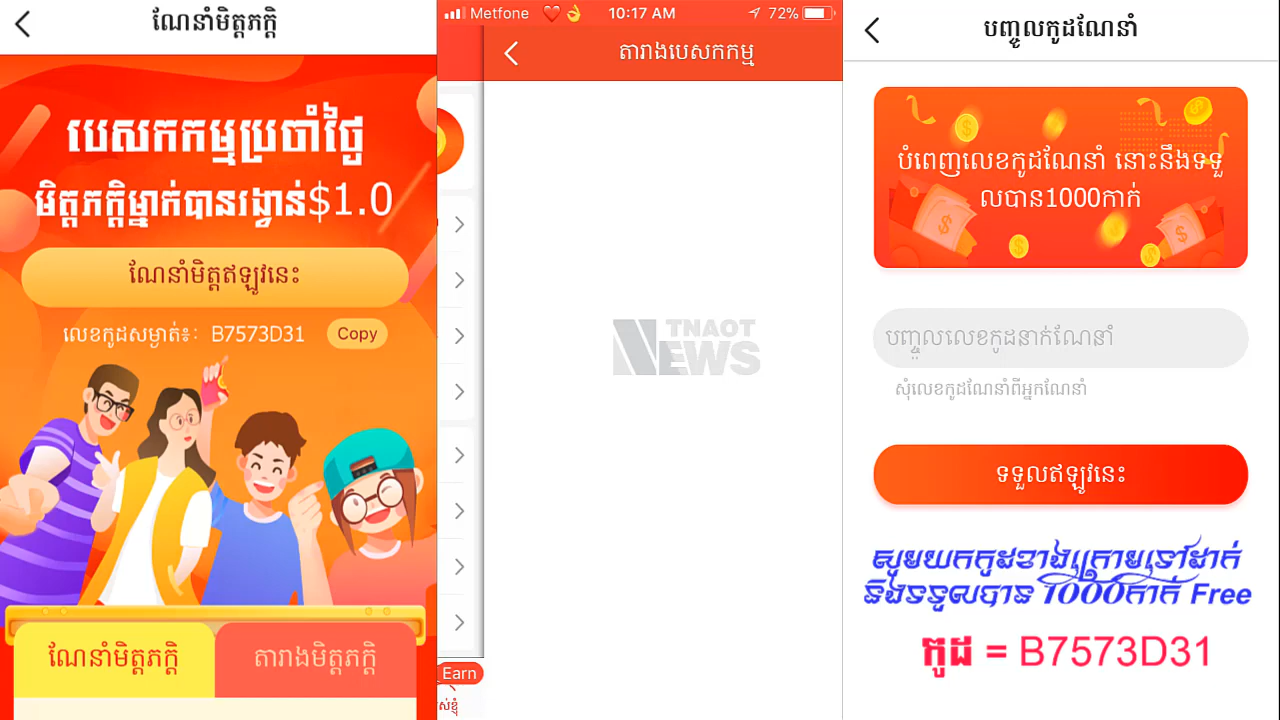 ណែនាំមិត្តភក្តិ
បេសកកម្មប្រចាំថ្ងៃ
មិត្តភក្តិម្នាក់បានរង្វាន់$1.0
ណែនាំមិត្តឥឡូវនេះ
លេខកូដសម្ងាត់៖: B7573D31 Copy
ណែនាំមិត្តភក្តិ តារាងមិត្តភក្តិ
Metfone 10:17 AM 72%
តារាងបេសកកម្ម
TNAOT
NEWS
Earn
បញ្ចូលកូដណែនាំ
បំពេញលេខកូដណែនាំ នោះនឹងទទួ
លបាន1000កាក់
បញ្ចូលលេខកូដនាក់ណែនាំ
សុំលេខកូដណែនាំពីអ្នកណែនាំ
ទទួលឥឡូវនេះ
សូមយកកូដខាងក្រោមទៅដាក់
នឹងទទួលបាន 1000កាក់ Free
កូដ = B7573D31